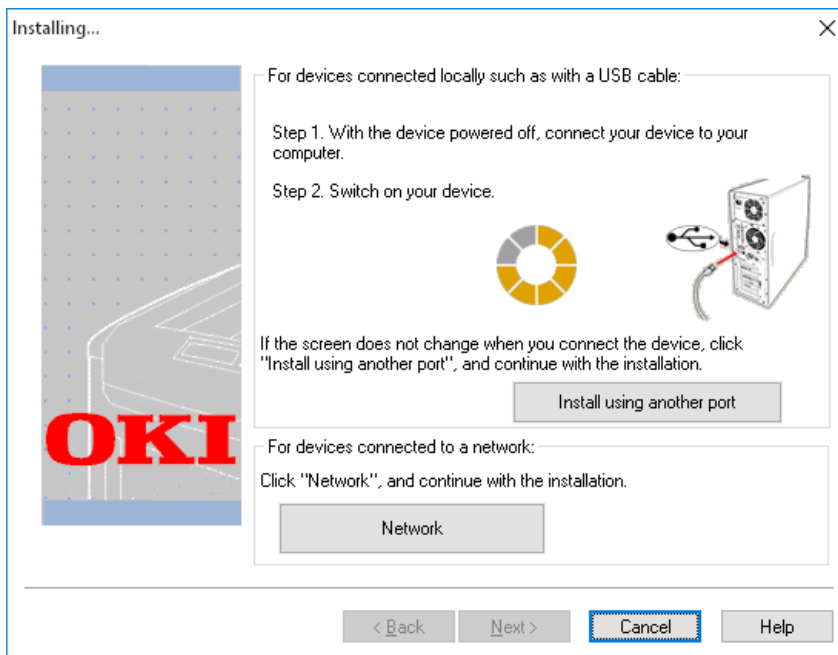 Installing...
For devices connected locally such as with a USB cable:
Step 1. With the device powered off, connect your device to your
computer.
Step 2. Switch on your device.
If the screen does not change when you connect the device, click
"Install using another port", and continue with the installation.
Install using another port
OKI
For devices connected to a network:
Click "Network", and continue with the installation.
Network
< Back
Next >
Cancel
Help